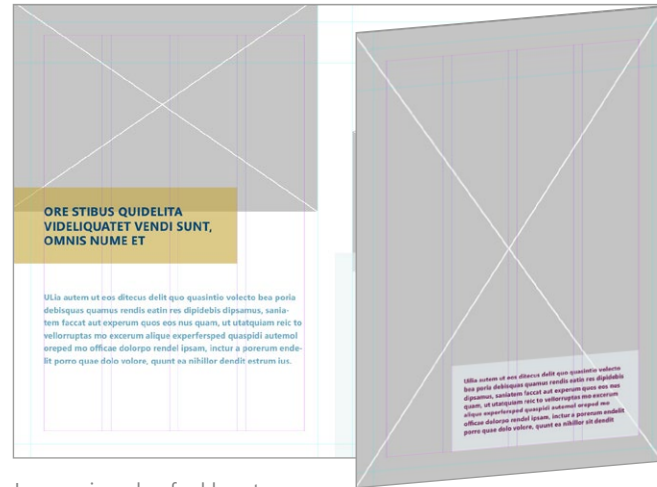 ORE STIBUS QUIDELITA
VIDELIQUATET VENDI SUNT,
OMNIS NUME ET
ULia autem ut eos ditecus delit quo quasintio volecto bea poria
debisquas quamus rendis eatin res dipidebis dipsamus, sania-
tem faccat aut experum quos eos nus quam, ut utatquiam reic to
vellorruptas mo excerum alique experfersped quaspidi autemol
oreped mo officae dolorpo rendel ipsam, inctur a porerum ende-
lit porro quae dolo volore, quunt ea nihillor dendit estrum ius.
Ullia autem ut eos ditecus delit quo quasintio volecto
bea poria debisquas quamus rendis eatin res dipidebis
dipsamus, saniatem faccat aut experum quos eos nus
quam, ut utatquiam reic to vellorruptas mo excerum
alique experfersped quaspidi autemol oreped mo
officae dolorpo rendel ipsam, inctur a porerum endelit
porro quae dolo volore, quunt ea nihillor sit dendit